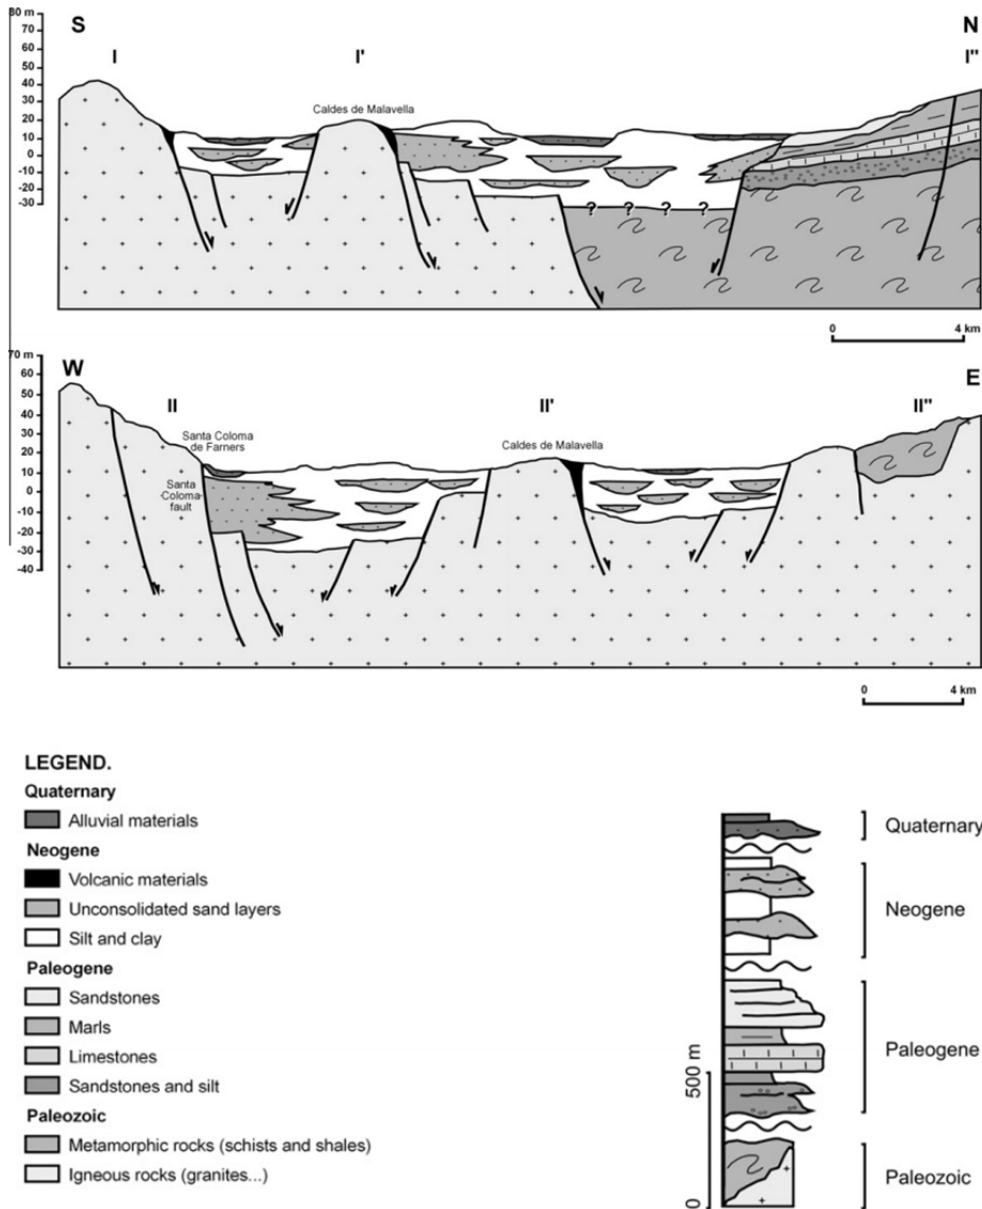 80 m
70
60
50
40
30
20
10
0
-10
-20
-30
S
N
I
I'
I"
Caldes de Malavella
? ? ? ?
0 4 km
70 m
60
50
40
30
20
10
0
-10
-20
-30
-40
W
E
II
II'
II"
Santa Coloma
de Farners
Caldes de Malavella
Santa
Coloma
fault
0 4 km
LEGEND.
Quaternary
Alluvial materials
Neogene
Volcanic materials
Unconsolidated sand layers
Silt and clay
Paleogene
Sandstones
Marls
Limestones
Sandstones and silt
Paleozoic
Metamorphic rocks (schists and shales)
Igneous rocks (granites...)
500 m
0
Quaternary
Neogene
Paleogene
Paleozoic